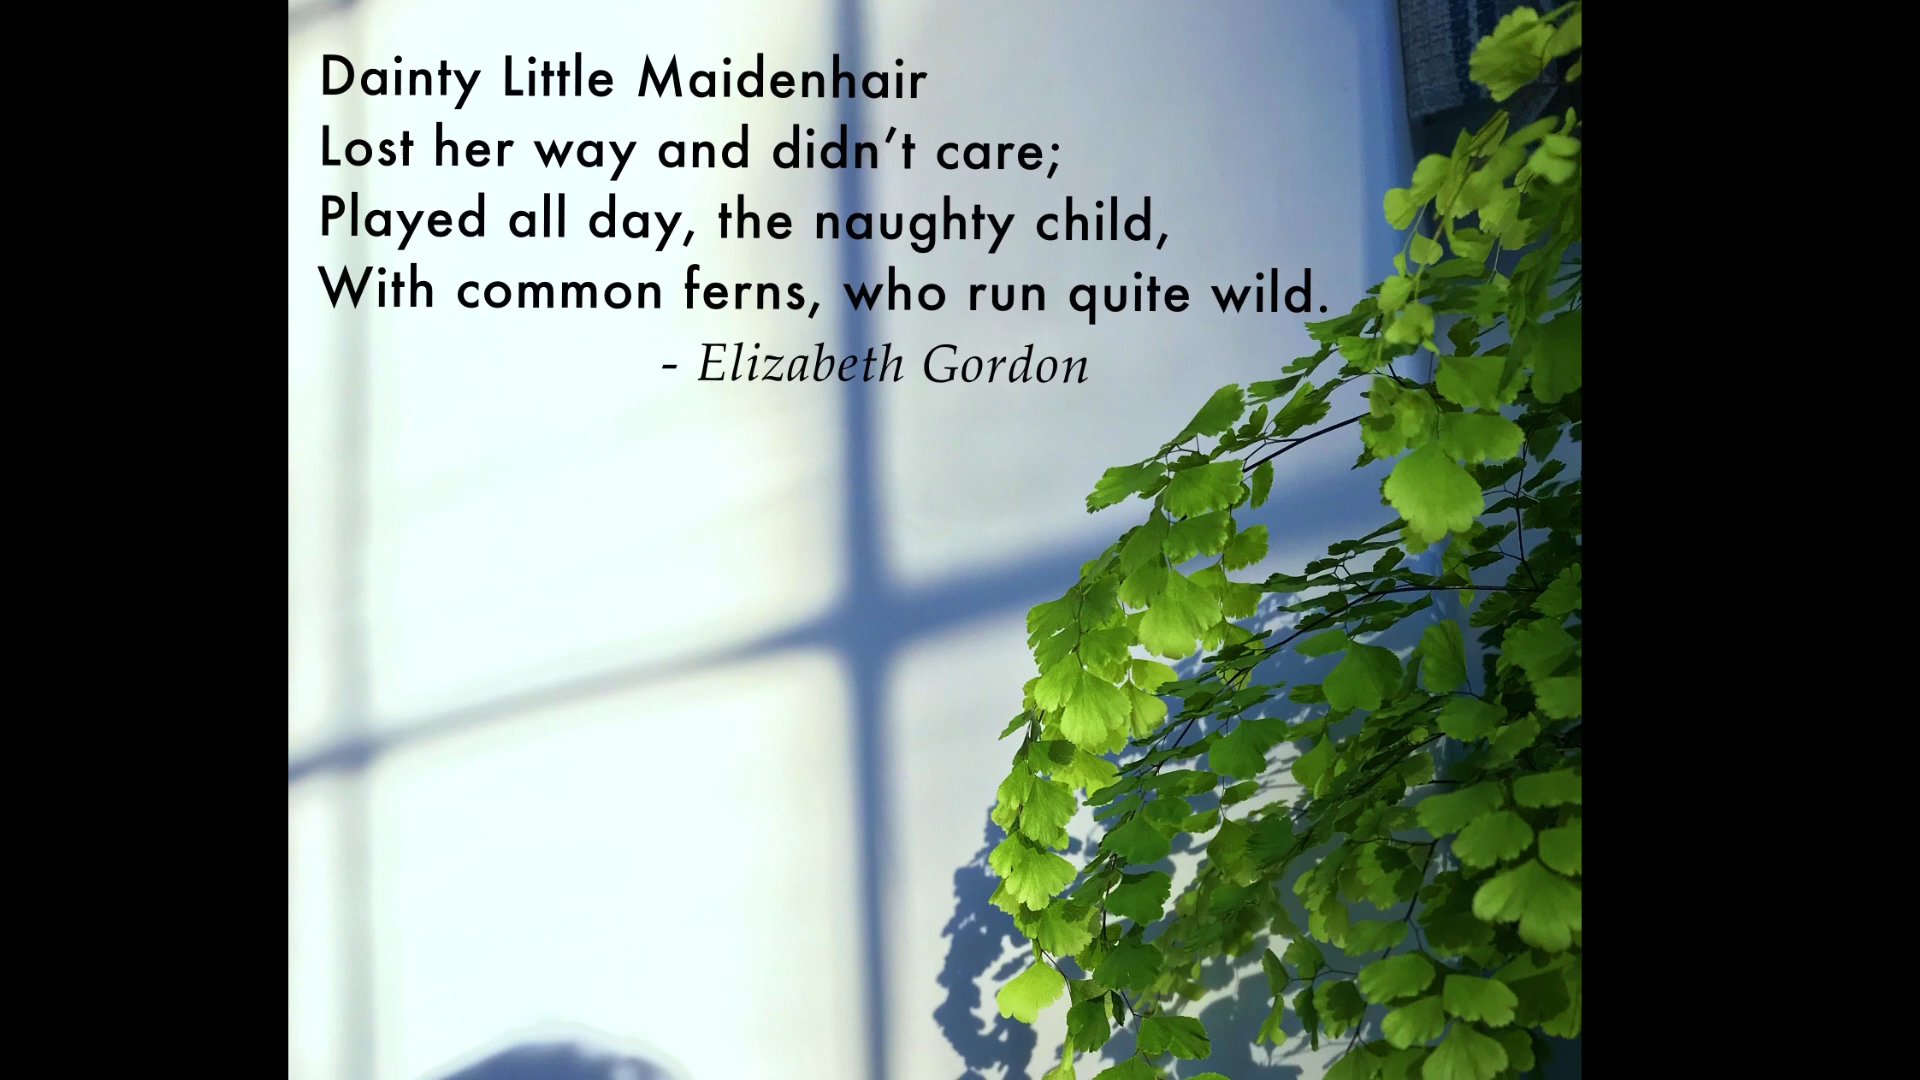 Dainty Little Maidenhair
Lost her way and didn’t care;
Played all day, the naughty child,
With common ferns, who run quite wild.
- Elizabeth Gordon